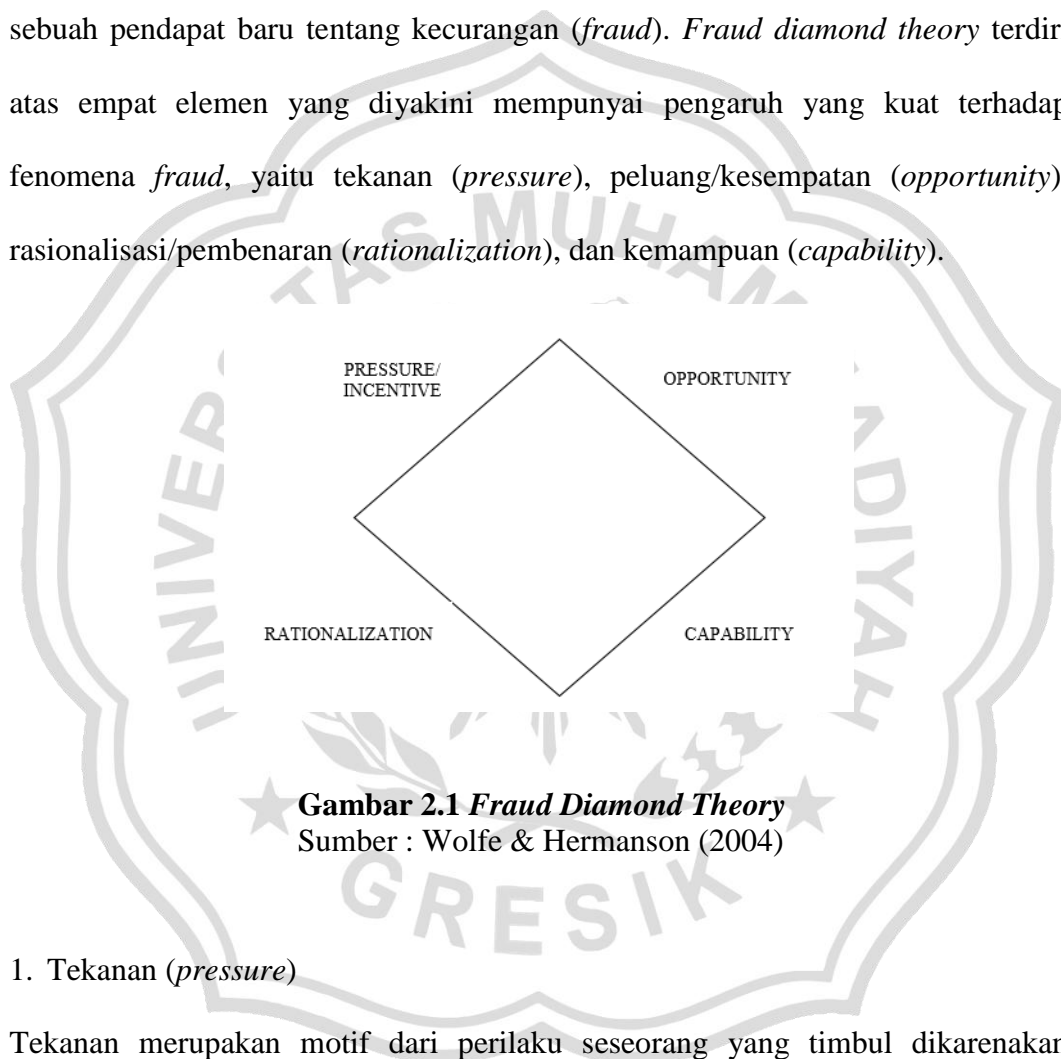 sebuah pendapat baru tentang kecurangan (fraud). Fraud diamond theory terdir
atas empat elemen yang diyakini mempunyai pengaruh yang kuat terhadap
fenomena fraud, yaitu tekanan (pressure), peluang/kesempatan (opportunity)
rasionalisasi/pembenaran (rationalization), dan kemampuan (capability).
PRESSURE/
INCENTIVE
OPPORTUNITY
RATIONALIZATION
CAPABILITY
Gambar 2.1 Fraud Diamond Theory
Sumber : Wolfe & Hermanson (2004)
GRESIK
1. Tekanan (pressure)
Tekanan merupakan motif dari perilaku seseorang yang timbul dikarenakan